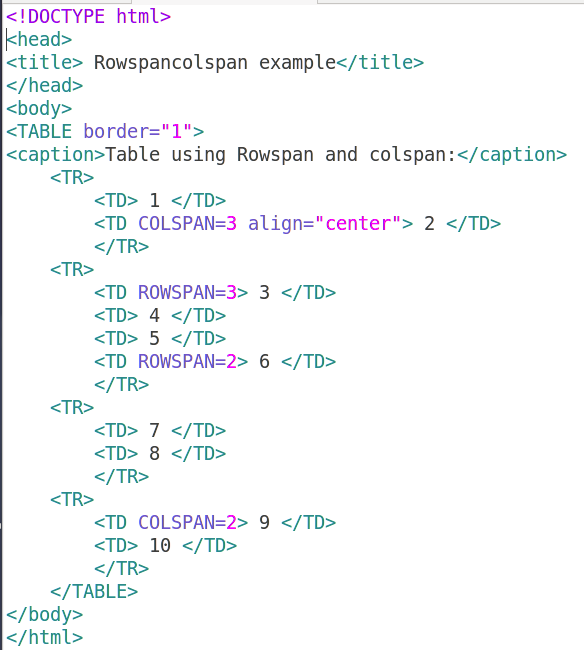 <!DOCTYPE html>
<head>
<title> Rowspancolspan example</title>
</head>
<body>
<TABLE border="1">
<caption>Table using Rowspan and colspan:</caption>
    <TR>
        <TD> 1 </TD>
        <TD COLSPAN=3 align="center"> 2 </TD>
        </TR>
    <TR>
        <TD ROWSPAN=3> 3 </TD>
        <TD> 4 </TD>
        <TD> 5 </TD>
        <TD ROWSPAN=2> 6 </TD>
        </TR>
    <TR>
        <TD> 7 </TD>
        <TD> 8 </TD>
        </TR>
    <TR>
        <TD COLSPAN=2> 9 </TD>
        <TD> 10 </TD>
        </TR>
    </TABLE>
</body>
</html>